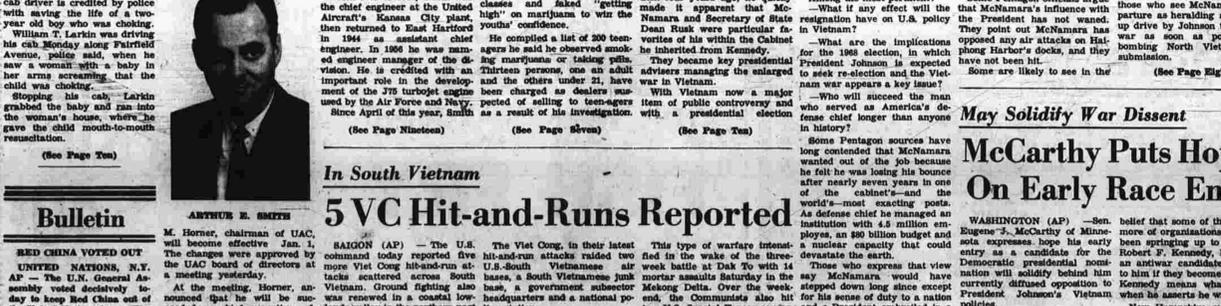 cab driver is credited by police
with saving the life of a two-
year old boy who was choking.
William T. Larkin was driving
his cab Monday along Fairfield
Avenue, police said, when he
saw a woman with a baby in
her arms screaming that the
child was choking.
Stopping his cab, Larkin
grabbed the baby and ran into
the woman's house, where he
gave the child mouth-to-mouth
resuscitation.
(See Page Ten)
Bulletin
RED CHINA VOTED OUT
UNITED NATIONS, N.Y.
AP — The U.N. General As-
sembly voted decisively to-
day to keep Red China out of
ARTHUR E. SMITH
M. Horner, chairman of UAC,
will become effective Jan. 1.
The changes were approved by
the UAC board of directors at
a meeting yesterday.
At the meeting, Horner, an-
nounced that he will be suc-
the chief engineer at the United
Aircraft's Kansas City plant,
then returned to East Hartford
in 1944 as assistant chief
engineer. In 1956 he was nam-
ed engineer manager of the di-
vision. He is credited with an
important role in the develop-
ment of the J75 turbojet engine
used by the Air Force and Navy.
Since April of this year, Smith
(See Page Nineteen)
classes and faked "getting
high" on marijuana to win the
youths' confidence.
He compiled a list of 200 teen-
agers he said he observed smok-
ing marijuana or taking pills.
Thirteen persons, one an adult
and the others under 21, have
been charged as dealers sus-
pected of selling to teen-agers
as a result of his investigation.
(See Page Seven)
made it apparent that Mc-
Namara and Secretary of State
Dean Rusk were particular fa-
vorites of his within the Cabinet
he inherited from Kennedy.
They became key presidential
advisers managing the enlarged
war in Vietnam.
With Vietnam now a major
item of public controversy and
with a presidential election
(See Page Ten)
In South Vietnam
5 VC Hit-and-Runs Reported
SAIGON (AP) — The U.S.
command today reported five
more Viet Cong hit-and-run at-
tacks scattered across South
Vietnam. Ground fighting also
was renewed in a coastal low-
The Viet Cong, in their latest
hit-and-run attacks raided two
U.S.-South Vietnamese air
bases, a South Vietnamese junk
base, a government subsector
headquarters and a national po-
This type of warfare intensi-
fied in the wake of the three-
week battle at Dak To with 14
mortar assaults Saturday in the
Mekong Delta. Over the week-
end, the Communists also hit
—What if any effect will the
resignation have on U.S. policy
in Vietnam?
—What are the implications
for the 1968 election, in which
President Johnson is expected
to seek re-election and the Viet-
nam war appears a key issue?
—Who will succeed the man
who served as America's de-
fense chief longer than anyone
in history?
Some Pentagon sources have
long contended that McNamara
wanted out of the job because
he felt he was losing his bounce
after nearly seven years in one
of the cabinet's—and the
world's—most exacting posts.
As defense chief he managed an
institution with 4.5 million em-
ployes, an $80 billion budget and
a nuclear capacity that could
devastate the earth.
Those who express that view
say McNamara would have
stepped down long since except
for his sense of duty to a nation
that McNamara's influence with
the President has not waned.
They point out McNamara has
opposed any air attacks on Hai-
phong Harbor's docks, and they
have not been hit.
Some are likely to see in the
those who see McNam
parture as heralding
up drive by Johnson
war as soon as po
bombing North Viet
submission.
(See Page Eig
May Solidify War Dissent
McCarthy Puts Ho
On Early Race En
WASHINGTON (AP) —Sen.
Eugene J. McCarthy of Minne-
sota expresses hope his early
entry as a candidate for the
Democratic presidential nomi-
nation will solidify behind him
currently diffused opposition to
President Johnson's Vietnam
policies.
belief that some of th
more of organizations
been springing up to
Robert F. Kennedy,
an antiwar candidate
to him if they become
Kennedy means wha
when he asserts he w